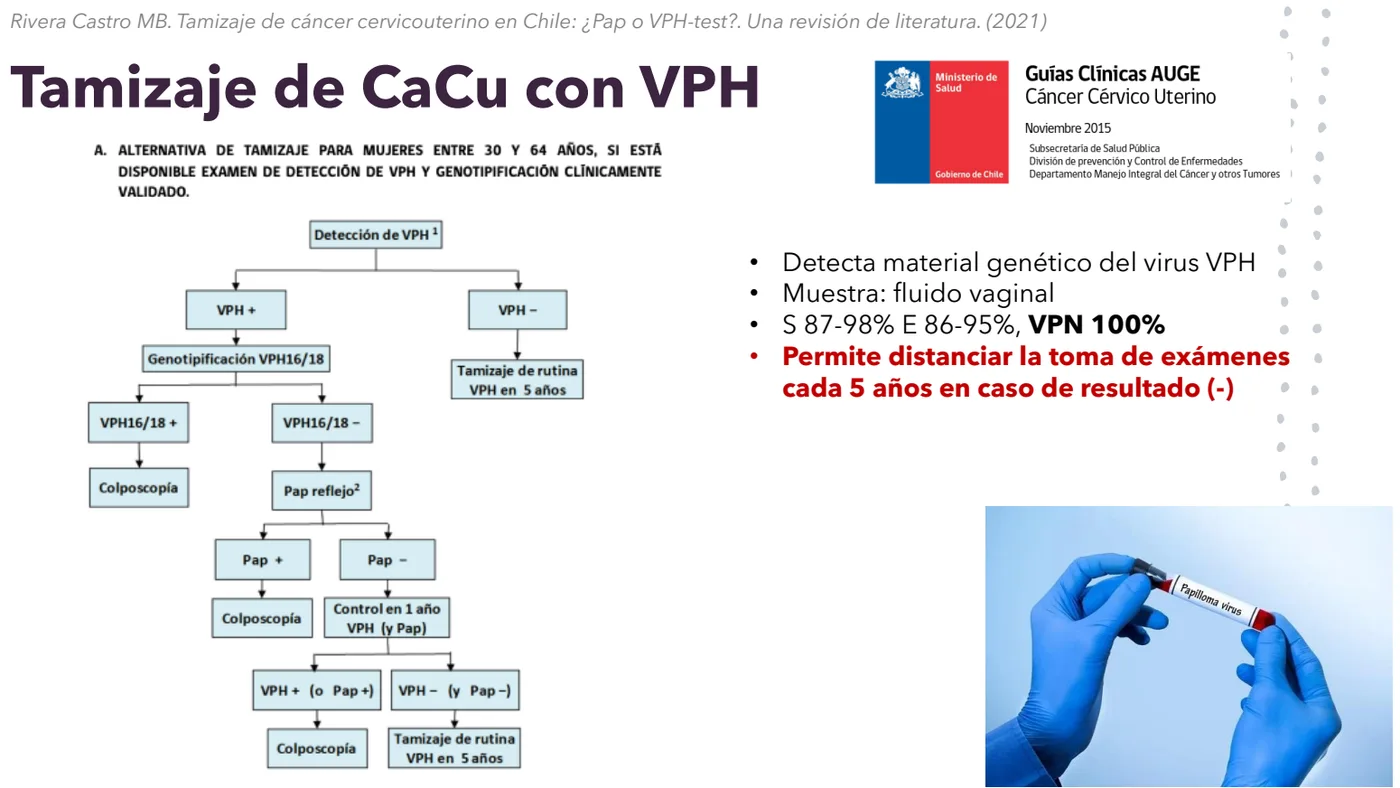 Rivera Castro MB. Tamizaje de cáncer cervicouterino en Chile: ¿Pap o VPH-test?. Una revisión de literatura. (2021)
Tamizaje de CaCu con VPH
Ministerio de
Salud
Gobierno de Chile
Guías Clínicas AUGE
Cáncer Cérvico Uterino
Noviembre 2015
Subsecretaria de Salud Pública
División de prevención y Control de Enfermedades
Departamento Manejo Integral del Cáncer y otros Tumores
A. ALTERNATIVA DE TAMIZAJE PARA MUJERES ENTRE 30 Y 64 AÑOS, SI ESTÁ
DISPONIBLE EXAMEN DE DETECCIÓN DE VPH Y GENOTIPIFICACIÓN CLÍNICAMENTE
VALIDADO.
Detección de VPH ¹
VPH +
VPH –
Genotipificación VPH16/18
Tamizaje de rutina
VPH en 5 años
VPH16/18 +
VPH16/18 –
Colposcopía
Pap reflejo²
Pap +
Pap –
Colposcopía
Control en 1 año
VPH (y Pap)
VPH + (o Pap +)
VPH – (y Pap –)
Colposcopía
Tamizaje de rutina
VPH en 5 años
• Detecta material genético del virus VPH
• Muestra: fluido vaginal
• S 87-98% E 86-95%, VPN 100%
• Permite distanciar la toma de exámenes
cada 5 años en caso de resultado (-)
Papilloma virus